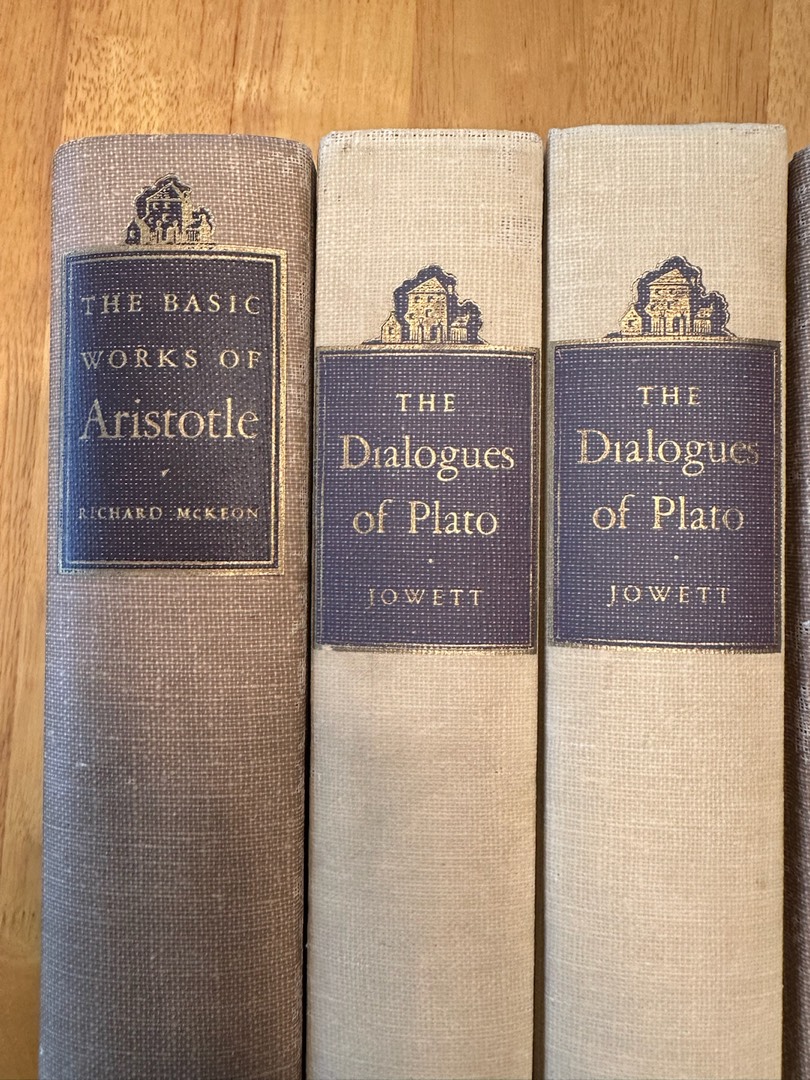 THE BASIC
WORKS OF
Aristotle
RICHARD McKEON
THE
Dialogues
of Plato
JOWETT
THE
Dialogues
of Plato
JOWETT